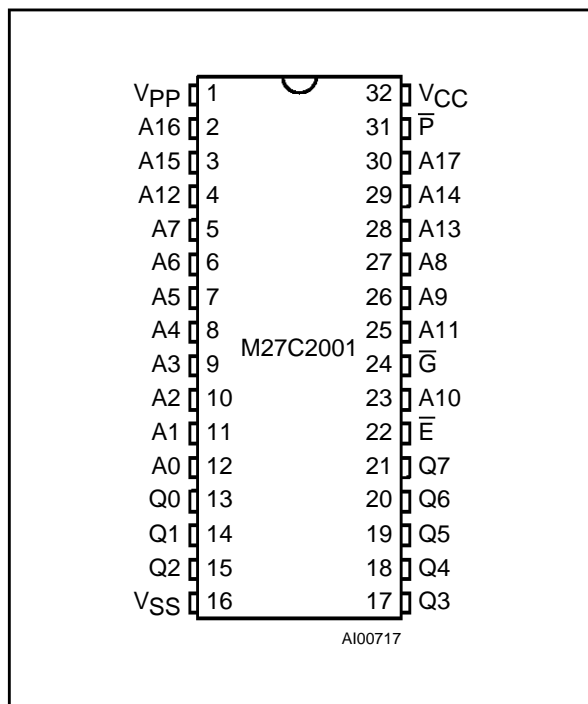 VPP 1 32 VCC
A16 2 31 P̅
A15 3 30 A17
A12 4 29 A14
A7 5 28 A13
A6 6 27 A8
A5 7 26 A9
A4 8 25 A11
M27C2001
A3 9 24 G̅
A2 10 23 A10
A1 11 22 E̅
A0 12 21 Q7
Q0 13 20 Q6
Q1 14 19 Q5
Q2 15 18 Q4
VSS 16 17 Q3
AI00717